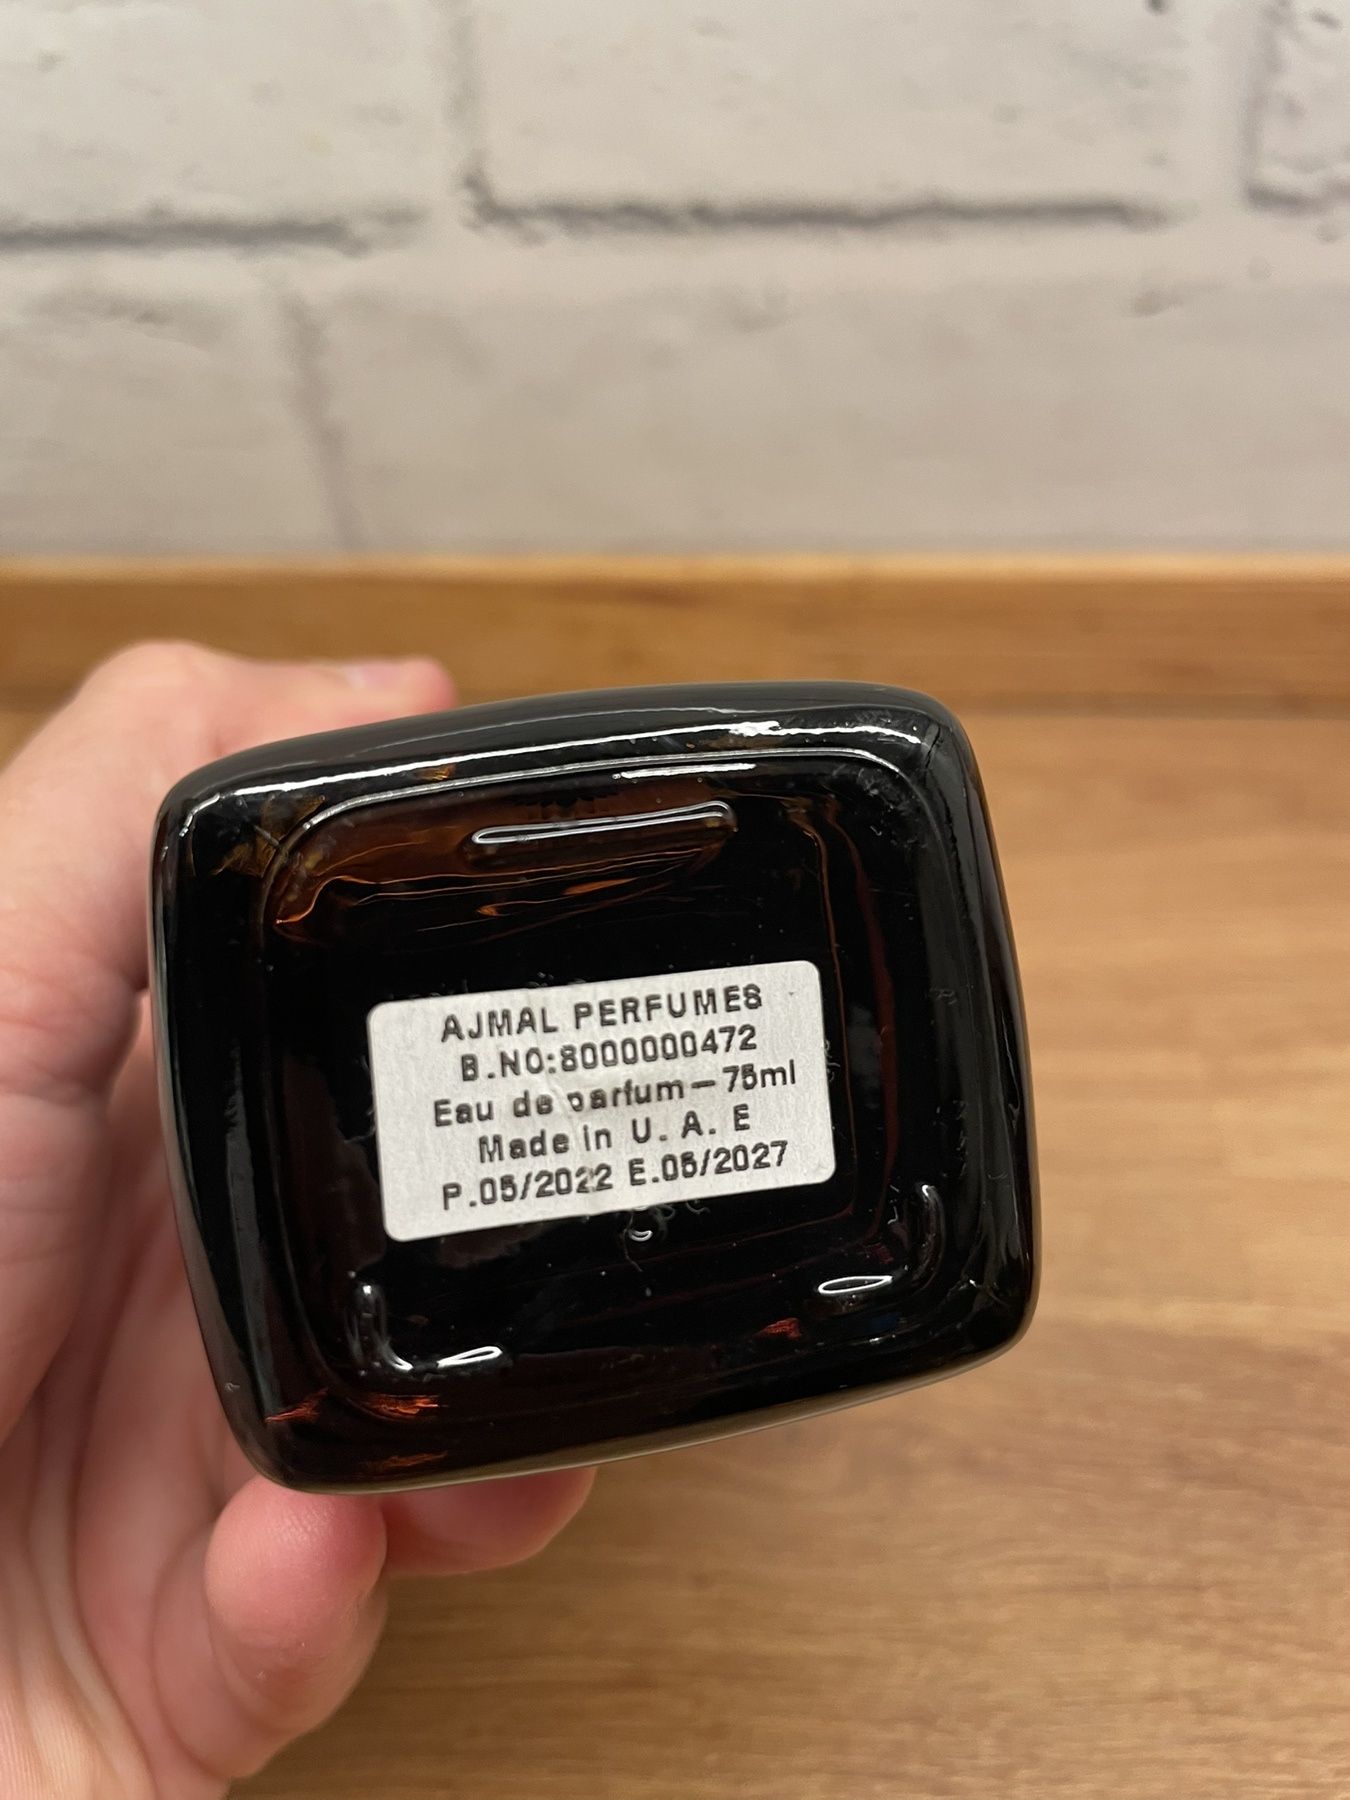 AJMAL PERFUMES
B.NO:8000000472
Eau de parfum-75ml
Made in U. A. E
P.05/2022 E.05/2027